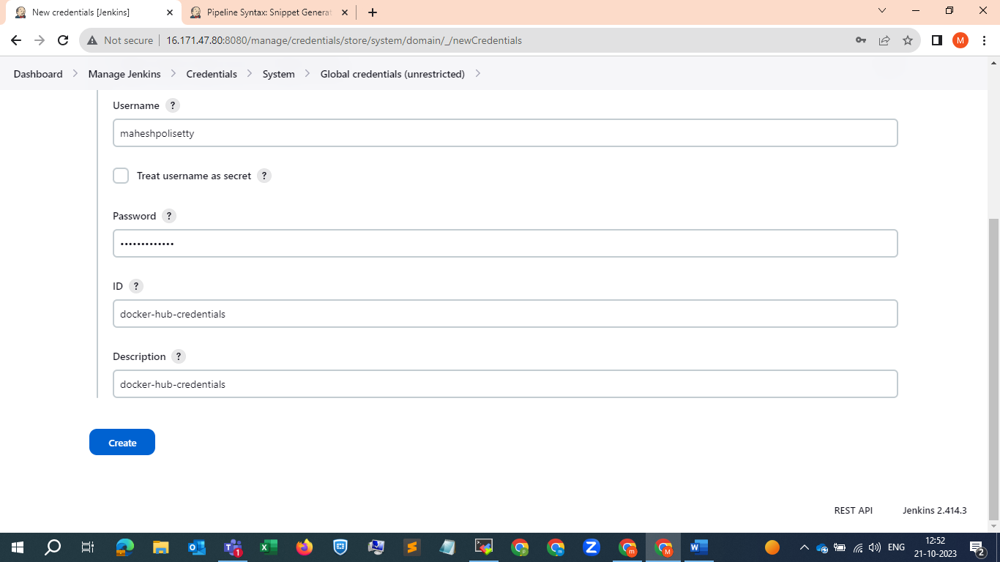 New credentials [Jenkins]
Pipeline Syntax: Snippet Generat
Not secure
16.171.47.80:8080/manage/credentials/store/system/domain/_/newCredentials
M
Dashboard
Manage Jenkins
Credentials
System
Global credentials (unrestricted)
Username ?
maheshpolisetty
Treat username as secret ?
Password ?
•••••••••••••
ID ?
docker-hub-credentials
Description ?
docker-hub-credentials
Create
REST API
Jenkins 2.414.3
1
ENG
12:52
21-10-2023
2